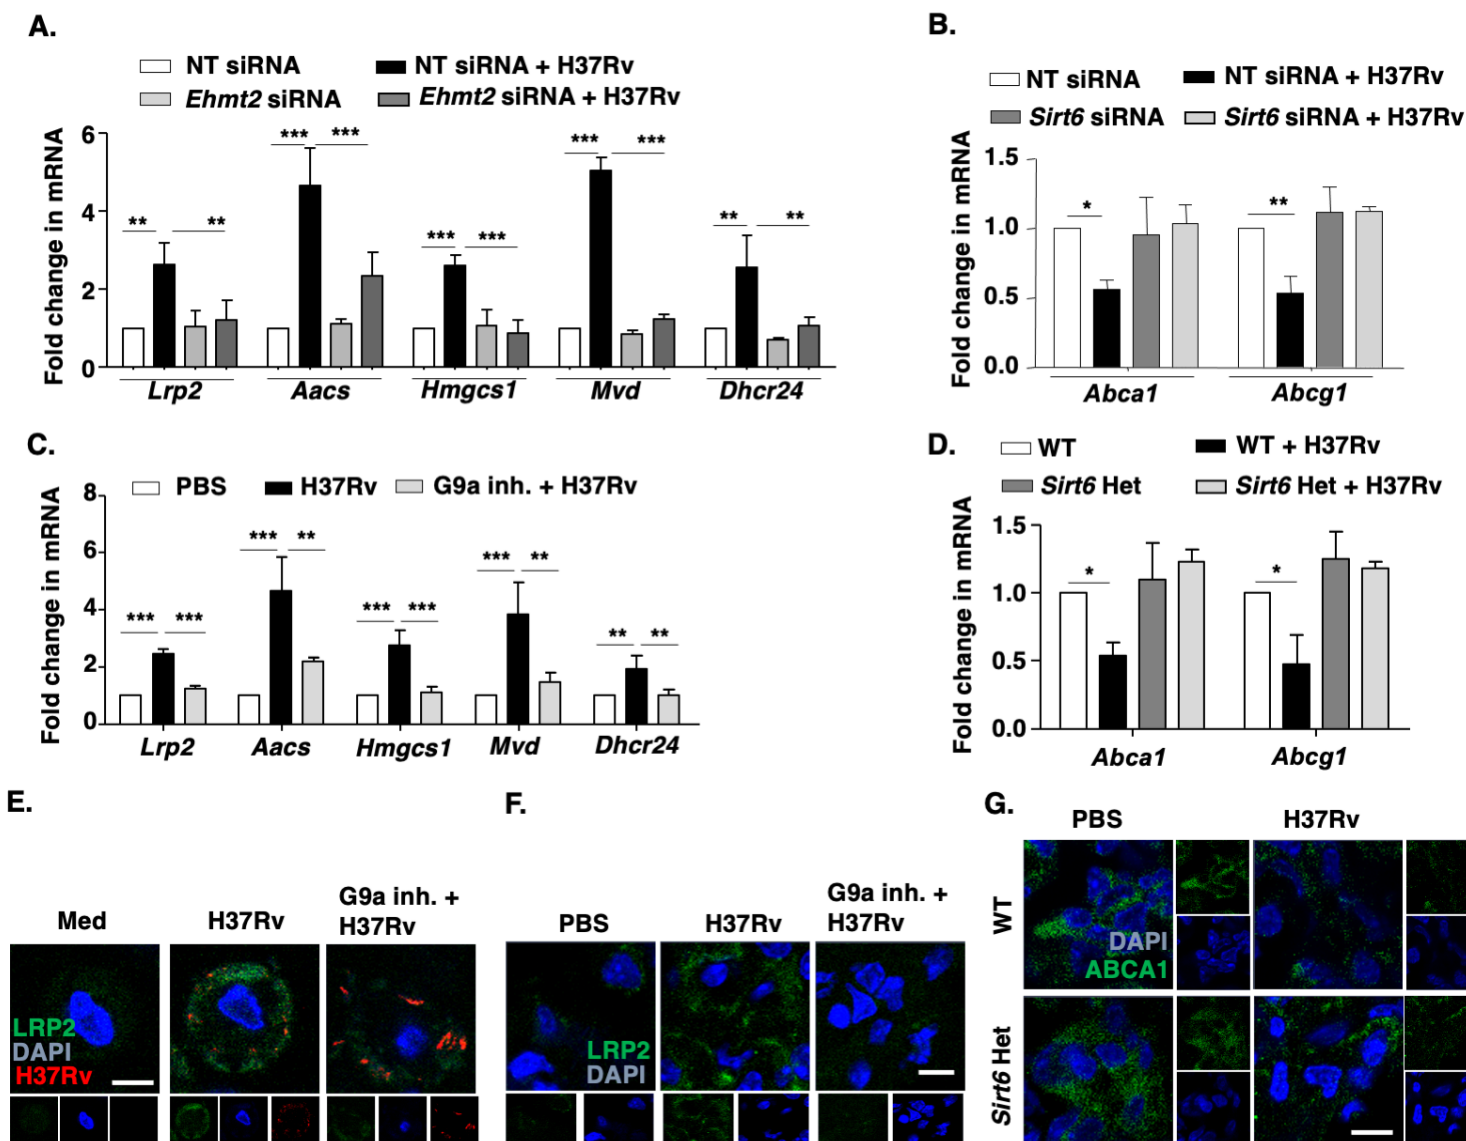 A.
NT siRNA NT siRNA + H37Rv
Ehmt2 siRNA Ehmt2 siRNA + H37Rv
Fold change in mRNA
6
4
2
0
** ** *** *** *** *** *** *** ** **
Lrp2 Aacs Hmgcs1 Mvd Dhcr24
B.
NT siRNA NT siRNA + H37Rv
Sirt6 siRNA Sirt6 siRNA + H37Rv
Fold change in mRNA
1.5
1.0
0.5
0.0
* **
Abca1 Abcg1
C.
PBS H37Rv G9a inh. + H37Rv
Fold change in mRNA
8
6
4
2
0
*** *** *** ** *** *** *** ** ** **
Lrp2 Aacs Hmgcs1 Mvd Dhcr24
D.
WT WT + H37Rv
Sirt6 Het Sirt6 Het + H37Rv
Fold change in mRNA
1.5
1.0
0.5
0.0
* *
Abca1 Abcg1
E.
Med H37Rv G9a inh. +
H37Rv
LRP2
DAPI
H37Rv
F.
PBS H37Rv G9a inh. +
H37Rv
LRP2
DAPI
G.
PBS H37Rv
WT
DAPI
ABCA1
Sirt6 Het